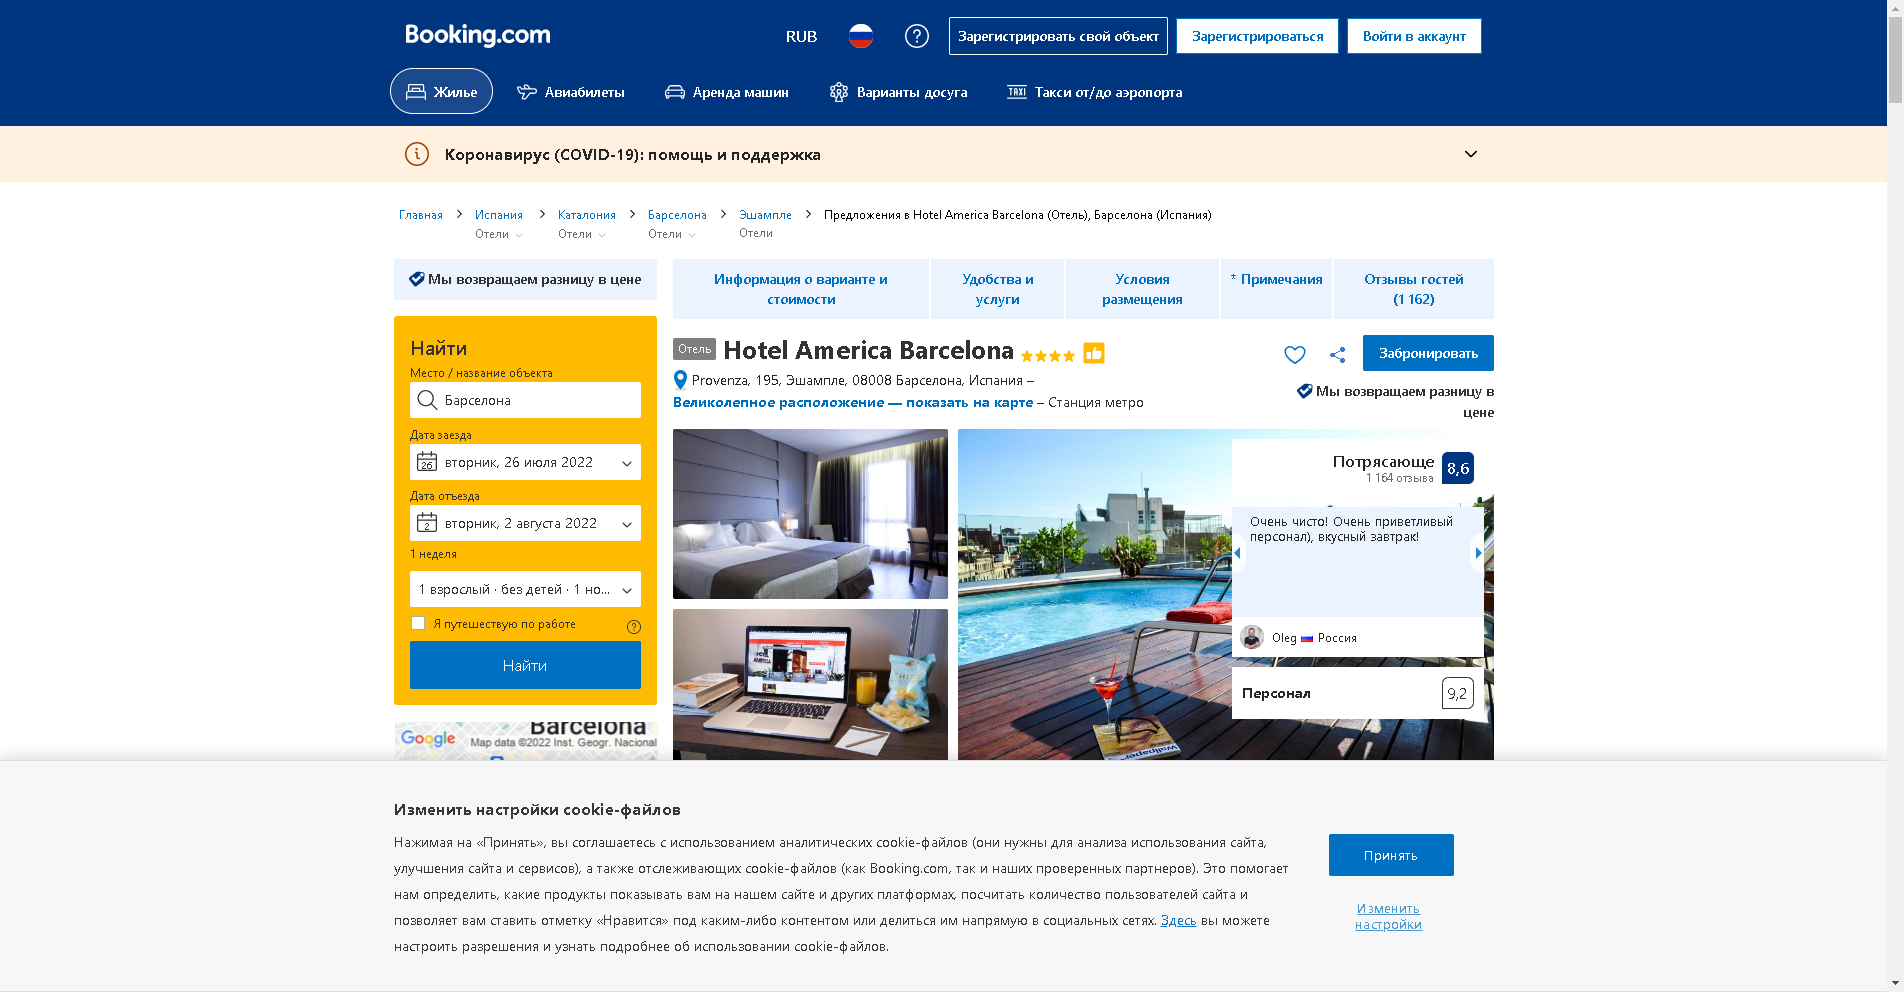 Booking.com
RUB
Зарегистрировать свой объект
Зарегистрироваться
Войти в аккаунт
Жилье
Авиабилеты
Аренда машин
Варианты досуга
TAXI
Такси от/до аэропорта
Коронавирус (COVID-19): помощь и поддержка
Главная
Испания
Каталония
Барселона
Эшампле
Предложения в Hotel America Barcelona (Отель), Барселона (Испания)
Отели
Отели
Отели
Отели
Мы возвращаем разницу в цене
Информация о варианте и
стоимости
Удобства и
услуги
Условия
размещения
* Примечания
Отзывы гостей
(1 162)
Найти
Место / название объекта
Барселона
Дата заезда
26
вторник, 26 июля 2022
Дата отъезда
2
вторник, 2 августа 2022
1 неделя
1 взрослый · без детей · 1 но...
Я путешествую по работе
Найти
Barcelona
Google
Map data ©2022 Inst. Geogr. Nacional
Отель
Hotel America Barcelona
Забронировать
Provenza, 195, Эшампле, 08008 Барселона, Испания –
Великолепное расположение — показать на карте – Станция метро
Мы возвращаем разницу в
цене
Потрясающе
1 164 отзыва
8,6
Очень чисто! Очень приветливый
персонал), вкусный завтрак!
Oleg
Россия
Персонал
9,2
Изменить настройки cookie-файлов
Нажимая на «Принять», вы соглашаетесь с использованием аналитических cookie-файлов (они нужны для анализа использования сайта,
улучшения сайта и сервисов), а также отслеживающих cookie-файлов (как Booking.com, так и наших проверенных партнеров). Это помогает
нам определить, какие продукты показывать вам на нашем сайте и других платформах, посчитать количество пользователей сайта и
позволяет вам ставить отметку «Нравится» под каким-либо контентом или делиться им напрямую в социальных сетях. Здесь вы можете
настроить разрешения и узнать подробнее об использовании cookie-файлов.
Принять
Изменить
настройки